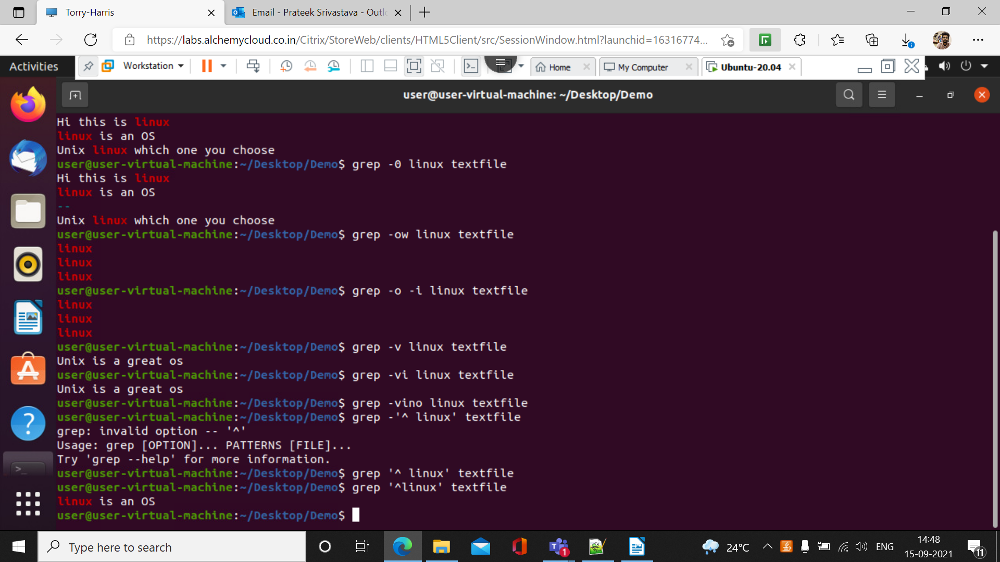 Torry-Harris
Email - Prateek Srivastava - Outl
https://labs.alchemycloud.co.in/Citrix/StoreWeb/clients/HTML5Client/src/SessionWindow.html?launchid=16316774...
Activities
Workstation
Home
My Computer
Ubuntu-20.04
user@user-virtual-machine: ~/Desktop/Demo
Hi this is linux
linux is an OS
Unix linux which one you choose
user@user-virtual-machine:~/Desktop/Demo$ grep -0 linux textfile
Hi this is linux
linux is an OS
--
Unix linux which one you choose
user@user-virtual-machine:~/Desktop/Demo$ grep -ow linux textfile
linux
linux
linux
user@user-virtual-machine:~/Desktop/Demo$ grep -o -i linux textfile
linux
linux
linux
user@user-virtual-machine:~/Desktop/Demo$ grep -v linux textfile
Unix is a great os
user@user-virtual-machine:~/Desktop/Demo$ grep -vi linux textfile
Unix is a great os
user@user-virtual-machine:~/Desktop/Demo$ grep -vino linux textfile
user@user-virtual-machine:~/Desktop/Demo$ grep -'^ linux' textfile
grep: invalid option -- '^'
Usage: grep [OPTION]... PATTERNS [FILE]...
Try 'grep --help' for more information.
user@user-virtual-machine:~/Desktop/Demo$ grep '^ linux' textfile
user@user-virtual-machine:~/Desktop/Demo$ grep '^linux' textfile
linux is an OS
user@user-virtual-machine:~/Desktop/Demo$
Type here to search
1
24°C
ENG
14:48
15-09-2021
11